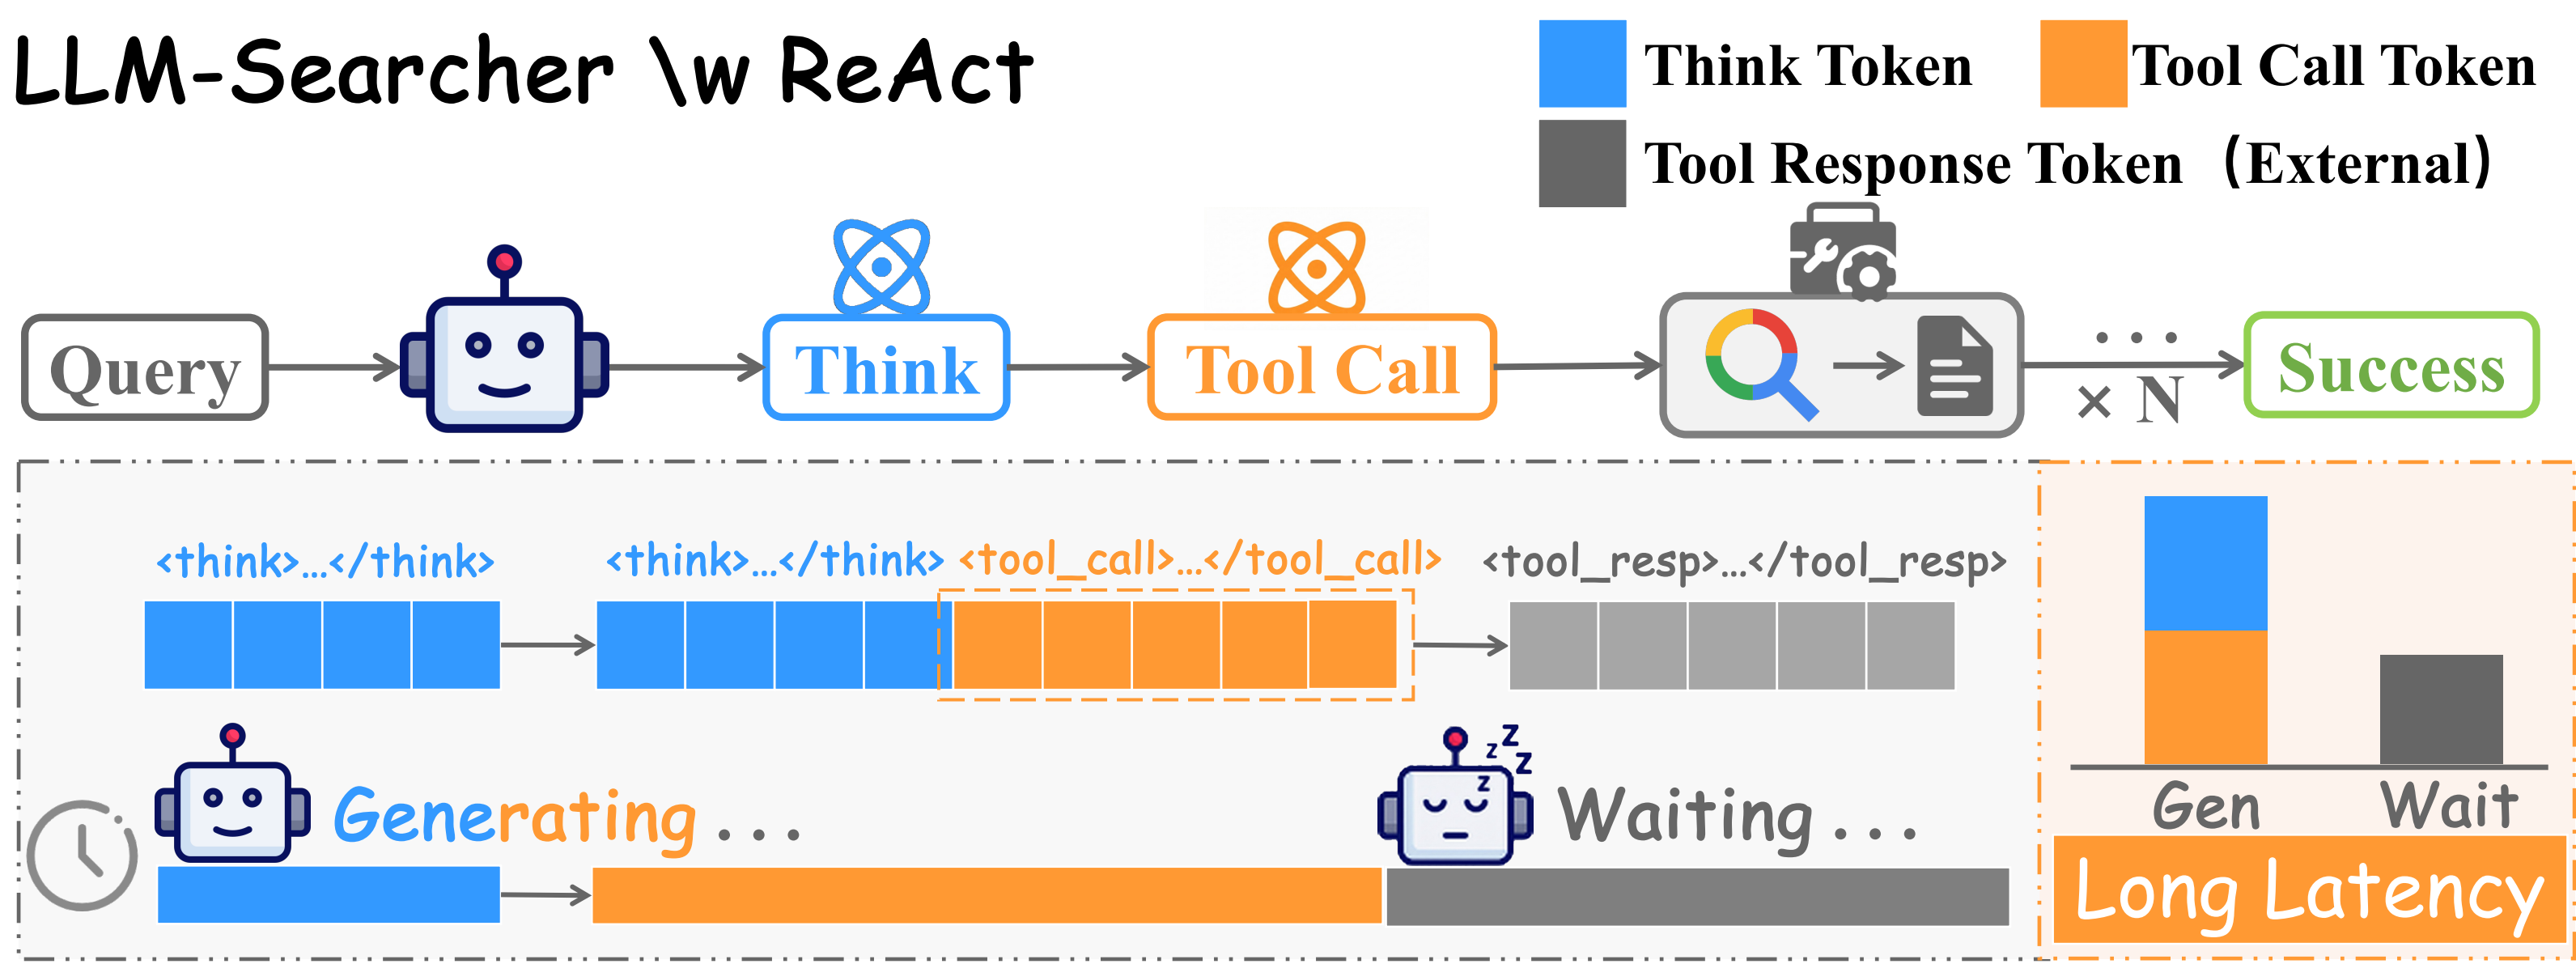 LLM-Searcher \w ReAct
Think Token
Tool Call Token
Tool Response Token (External)
Query
Think
Tool Call
...
× N
Success
<think>...</think>
<think>...</think>
<tool_call>...</tool_call>
<tool_resp>...</tool_resp>
Generating...
z z z z
Waiting...
Gen
Wait
Long Latency